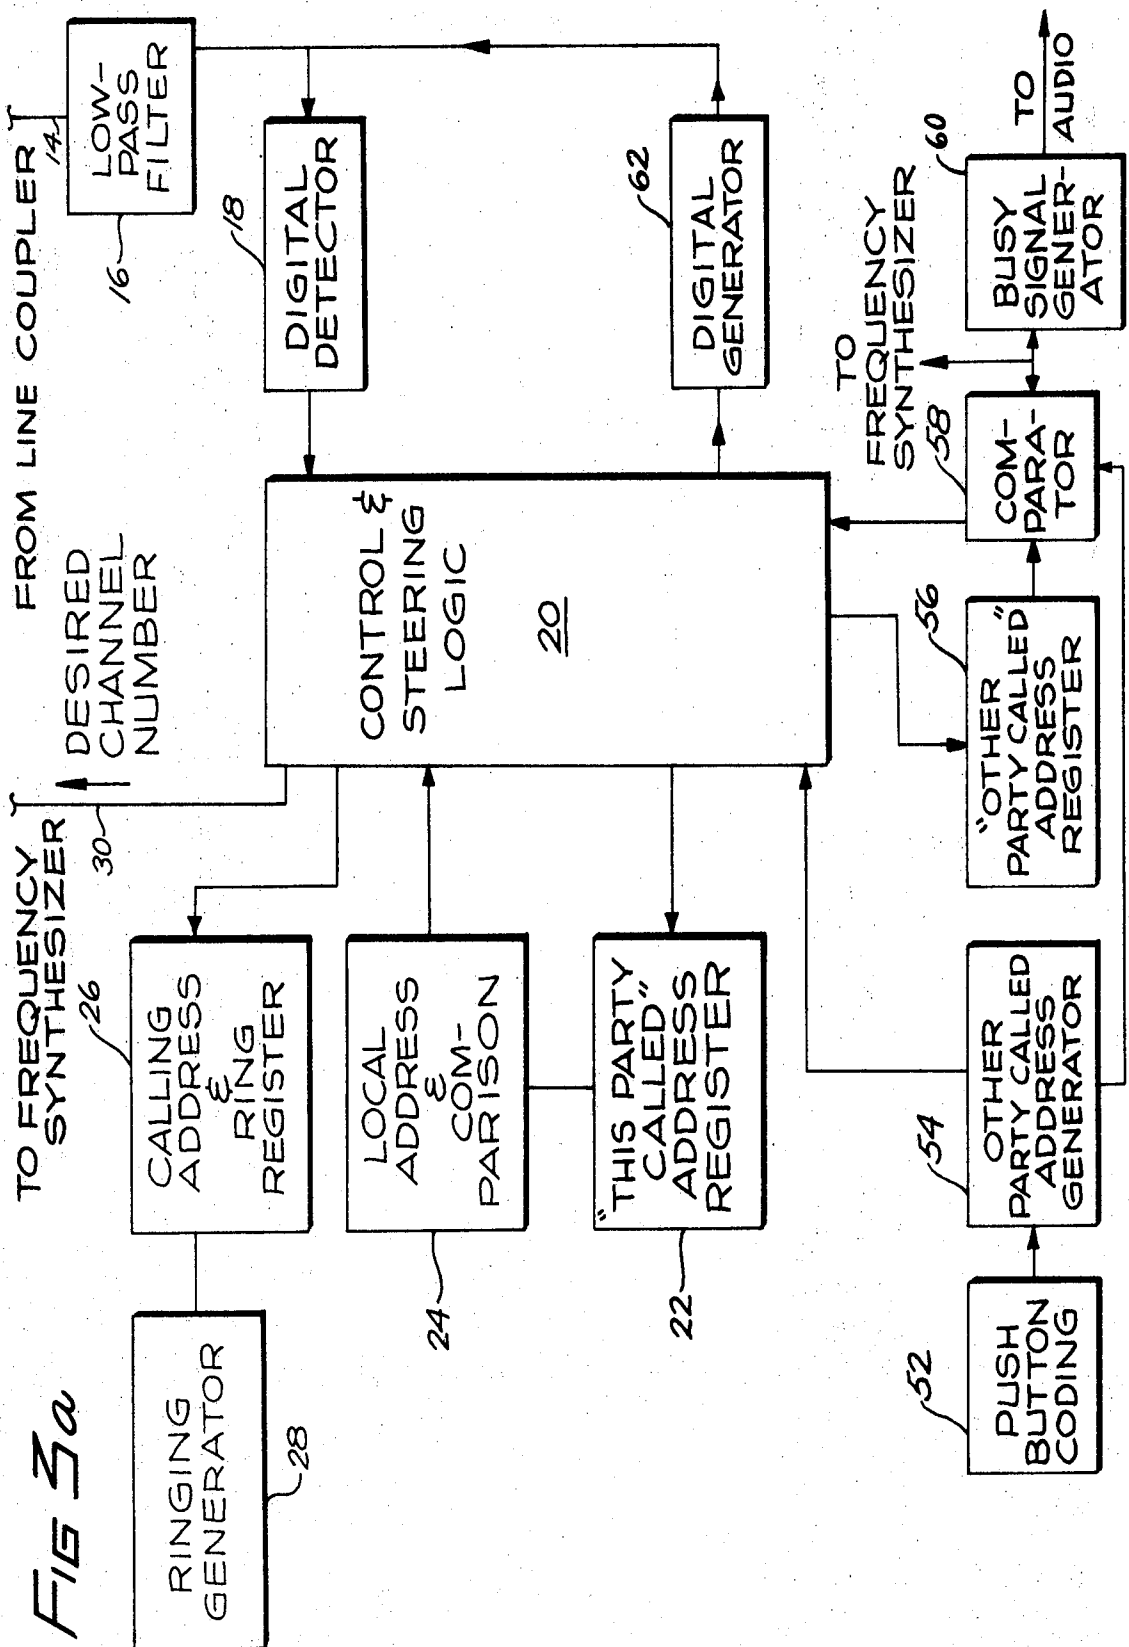 FIG 3a
TO FREQUENCY
SYNTHESIZER
30
DESIRED
CHANNEL
NUMBER
FROM LINE COUPLER
14
LOW-
PASS
FILTER
16
RINGING
GENERATOR
28
26
CALLING
ADDRESS
&
RING
REGISTER
18
DIGITAL
DETECTOR
LOCAL
ADDRESS
&
COM-
PARISON
24
CONTROL &
STEERING
LOGIC
20
"THIS PARTY
CALLED"
ADDRESS
REGISTER
22
62
DIGITAL
GENERATOR
52
PUSH
BUTTON
CODING
54
OTHER
PARTY CALLED
ADDRESS
GENERATOR
56
"OTHER
PARTY CALLED"
ADDRESS
REGISTER
58
COM-
PARA-
TOR
TO
FREQUENCY
SYNTHESIZER
60
BUSY
SIGNAL
GENER-
ATOR
TO
AUDIO